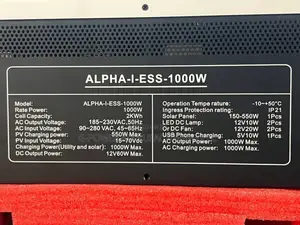 ALPHA-I-ESS-1000W
Model: ALPHA-I-ESS-1000W
Rate Power: 1000W
Cell Capacity: 2KWh
AC Output Voltage: 165~230VAC,50Hz
AC Input Voltage: 90~280 VAC, 45~65Hz
PV Charging Power: 550W Max.
PV Input Voltage: 15~70Vdc
Charging Power(Utility and solar): 1000W Max.
DC Output Power: 12V60W Max.
Operation Tempe rature: -10~+50°C
Ingress Protection rating: IP21
Solar Panel: 150-550W 1Pcs
LED DC Lamp: 12V10W 2Pcs
Or DC Fan: 12V20W 2Pcs
USB Phone Charging 5V10W 1Pcs
AC Output Power: 1000W Max.
AC Charging Power: 1000W Max.